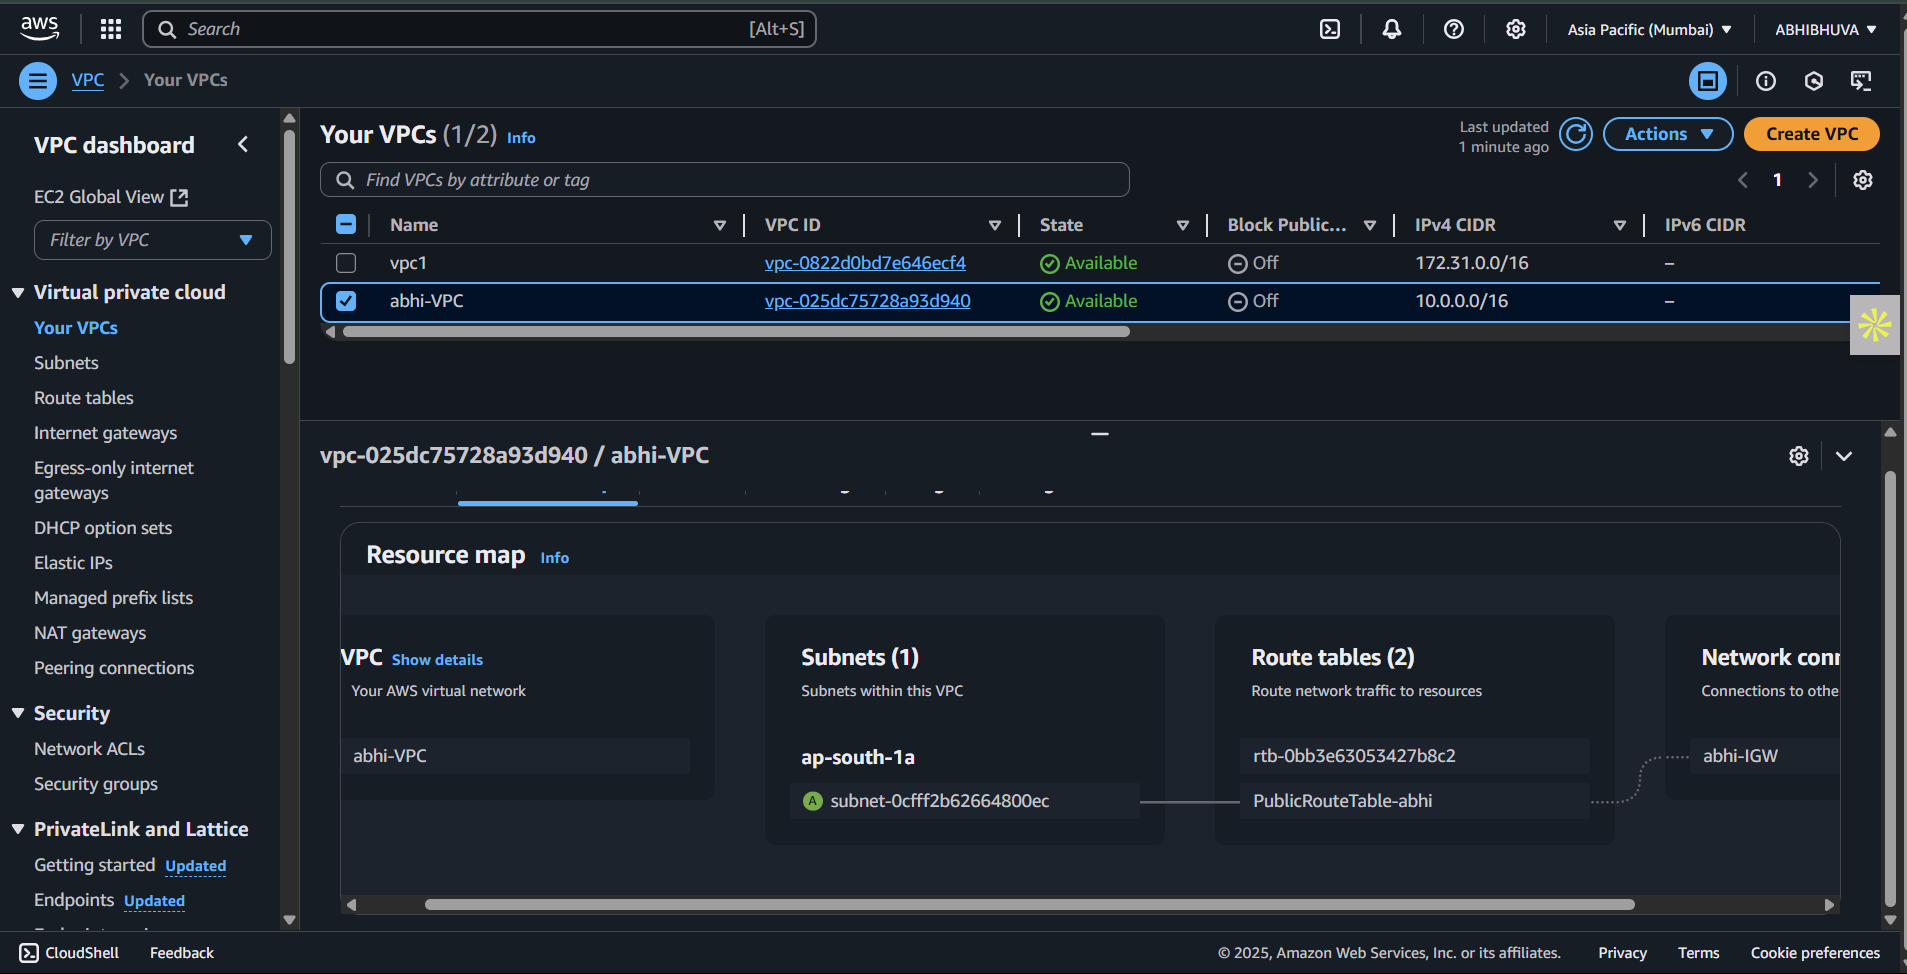 aws
Search [Alt+S]
Asia Pacific (Mumbai)
ABHIBHUVA
VPC
Your VPCs
VPC dashboard
EC2 Global View
Filter by VPC
Virtual private cloud
Your VPCs
Subnets
Route tables
Internet gateways
Egress-only internet
gateways
DHCP option sets
Elastic IPs
Managed prefix lists
NAT gateways
Peering connections
Security
Network ACLs
Security groups
PrivateLink and Lattice
Getting started Updated
Endpoints Updated
Your VPCs (1/2) Info
Last updated
1 minute ago
Actions
Create VPC
Find VPCs by attribute or tag
1
Name VPC ID State Block Public... IPv4 CIDR IPv6 CIDR
vpc1 vpc-0822d0bd7e646ecf4 Available Off 172.31.0.0/16 –
abhi-VPC vpc-025dc75728a93d940 Available Off 10.0.0.0/16 –
vpc-025dc75728a93d940 / abhi-VPC
Resource map Info
VPC Show details
Your AWS virtual network
abhi-VPC
Subnets (1)
Subnets within this VPC
ap-south-1a
A subnet-0cfff2b62664800ec
Route tables (2)
Route network traffic to resources
rtb-0bb3e63053427b8c2
PublicRouteTable-abhi
Network conn
Connections to othe
abhi-IGW
CloudShell
Feedback
© 2025, Amazon Web Services, Inc. or its affiliates.
Privacy
Terms
Cookie preferences